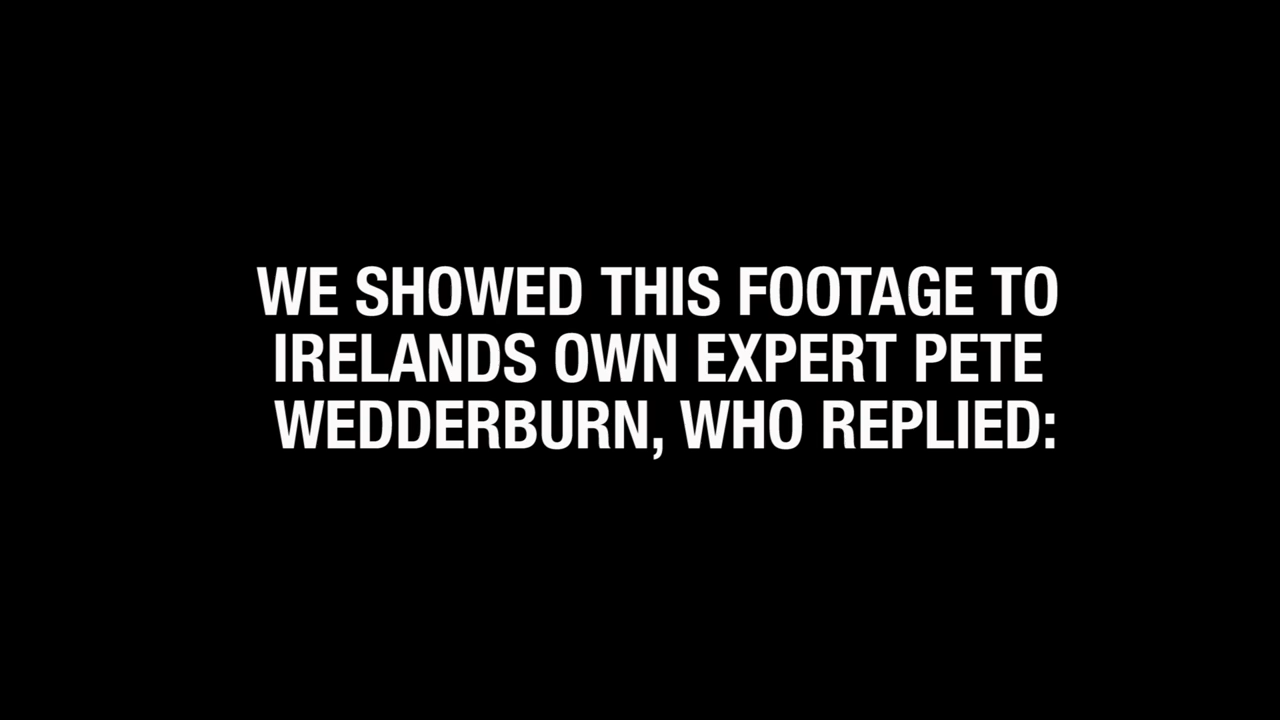 WE SHOWED THIS FOOTAGE TO
IRELANDS OWN EXPERT PETE
WEDDERBURN, WHO REPLIED: